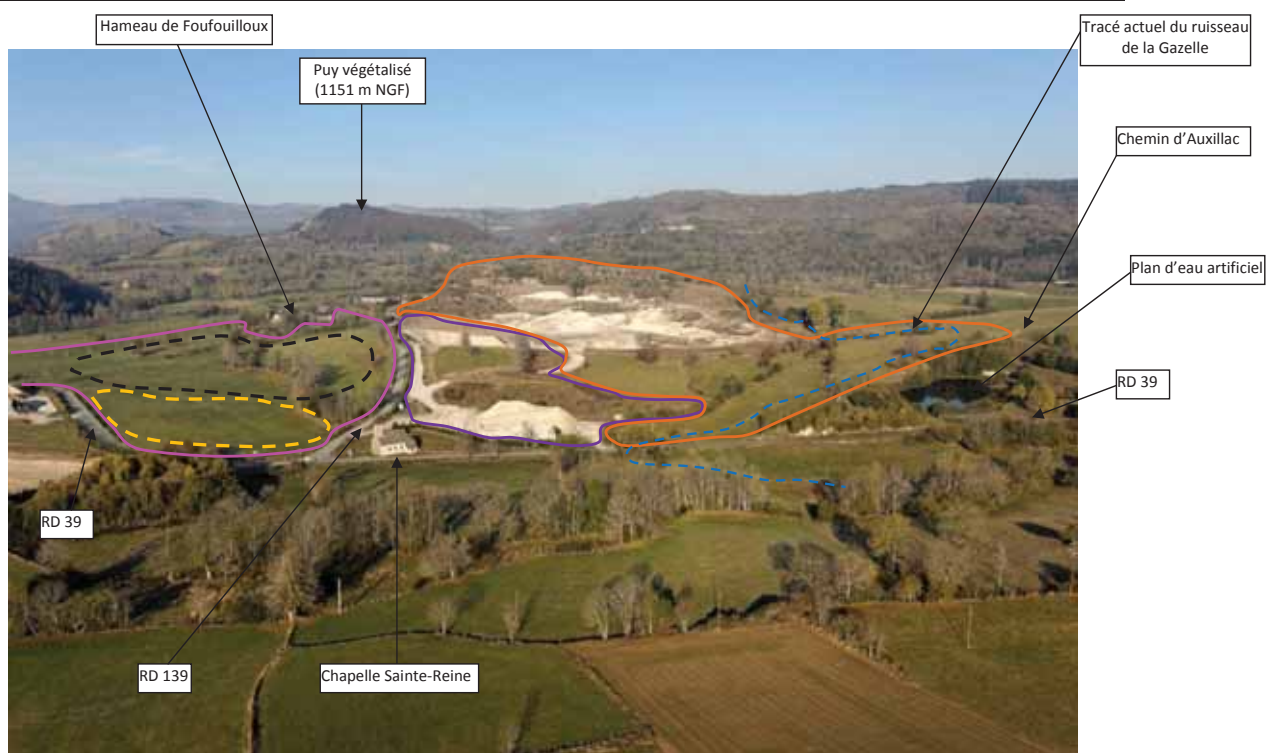 Hameau de Foufouilloux
Tracé actuel du ruisseau
de la Gazelle
Puy végétalisé
(1151 m NGF)
Chemin d'Auxillac
Plan d'eau artificiel
RD 39
RD 39
RD 139
Chapelle Sainte-Reine